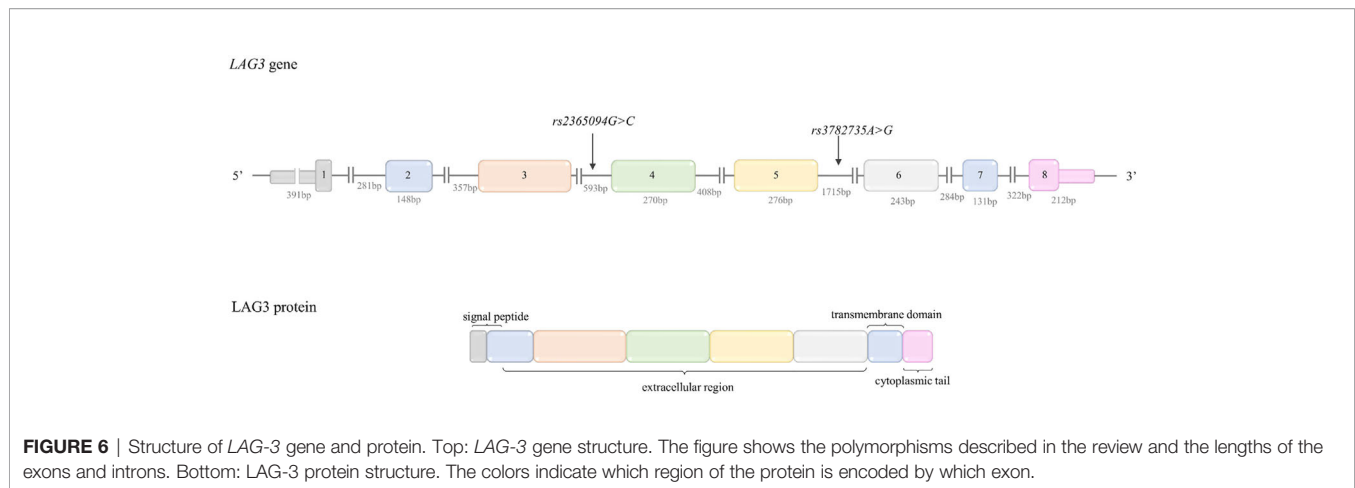 LAG3 gene
rs2365094G>C
rs3782735A>G
5’ 1 2 3 4 5 6 7 8 3’
391bp 281bp 148bp 357bp 593bp 270bp 408bp 276bp 1715bp 243bp 284bp 131bp 322bp 212bp
LAG3 protein
signal peptide
transmembrane domain
extracellular region
cytoplasmic tail
FIGURE 6 | Structure of LAG-3 gene and protein. Top: LAG-3 gene structure. The figure shows the polymorphisms described in the review and the lengths of the
exons and introns. Bottom: LAG-3 protein structure. The colors indicate which region of the protein is encoded by which exon.